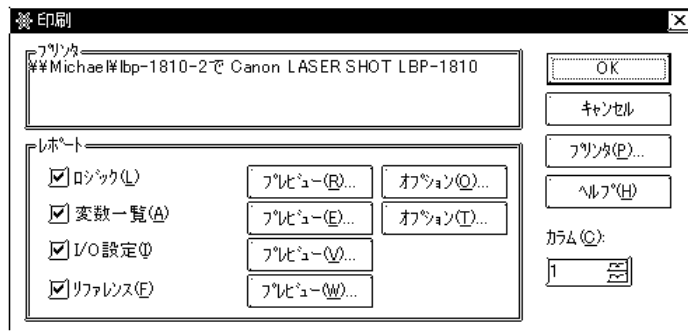 印刷
プリンタ
¥¥Michael¥lbp-1810-2で Canon LASER SHOT LBP-1810
OK
キャンセル
プリンタ(P)...
ヘルプ(H)
カラム(C):
1
レポート
ロジック(L)
プレビュー(R)...
オプション(O)...
変数一覧(A)
プレビュー(E)...
オプション(T)...
I/O設定(I)
プレビュー(V)...
リファレンス(F)
プレビュー(W)...